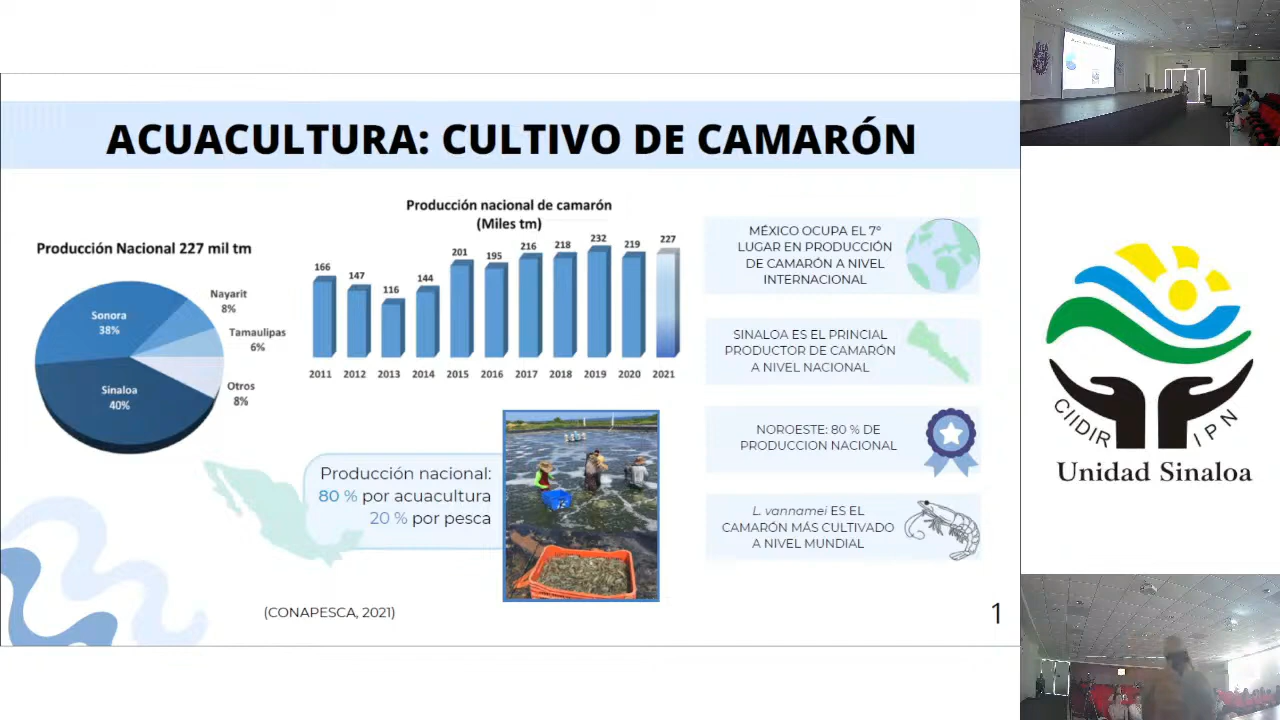 ACUACULTURA: CULTIVO DE CAMARÓN
Producción Nacional 227 mil tm
Sonora
38%
Nayarit
8%
Tamaulipas
6%
Otros
8%
Sinaloa
40%
Producción nacional de camarón
(Miles tm)
166
147
116
144
201
195
216
218
232
219
227
2011
2012
2013
2014
2015
2016
2017
2018
2019
2020
2021
Producción nacional:
80 % por acuacultura
20 % por pesca
(CONAPESCA, 2021)
MÉXICO OCUPA EL 7°
LUGAR EN PRODUCCIÓN
DE CAMARÓN A NIVEL
INTERNACIONAL
SINALOA ES EL PRINCIAL
PRODUCTOR DE CAMARÓN
A NIVEL NACIONAL
NOROESTE: 80 % DE
PRODUCCION NACIONAL
L. vannamei ES EL
CAMARÓN MÁS CULTIVADO
A NIVEL MUNDIAL
1
CIIDIR IPN
Unidad Sinaloa